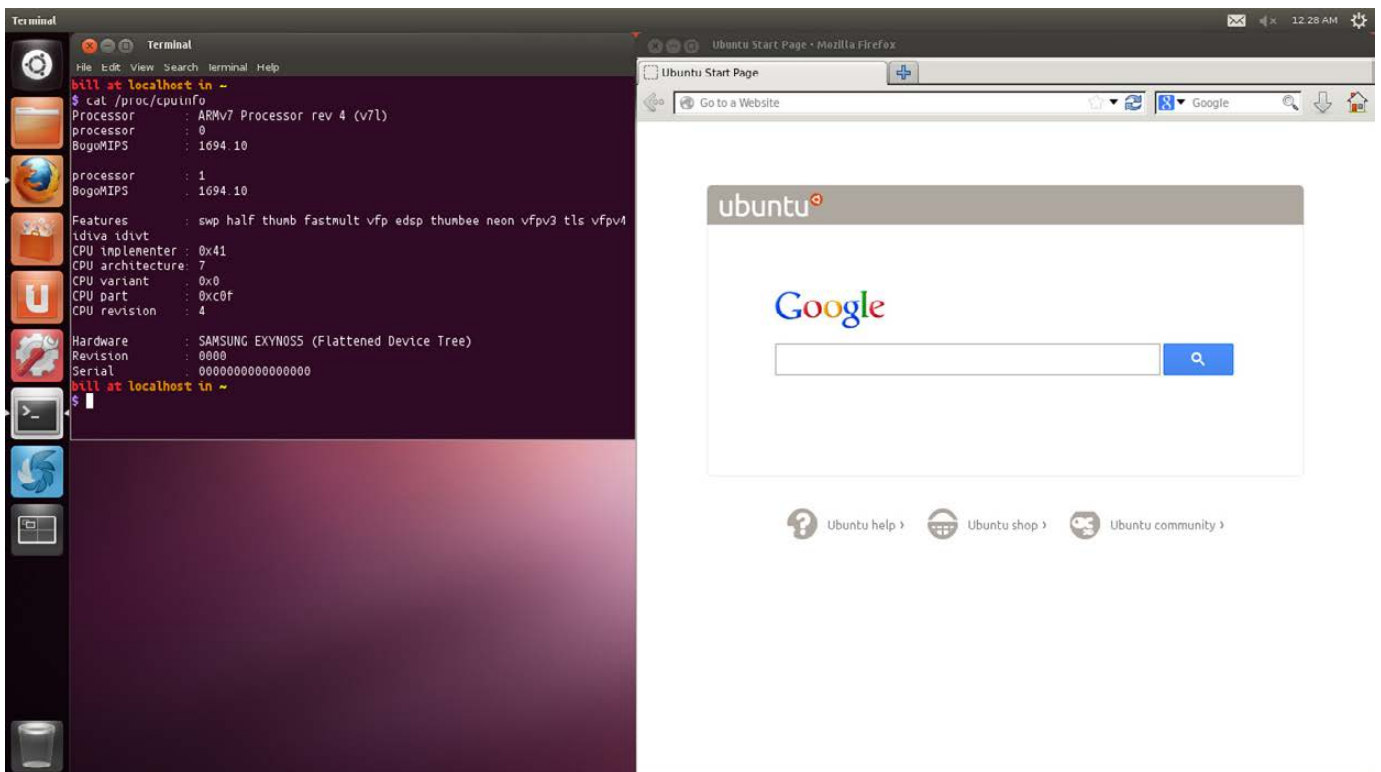 Terminal
12.28 AM
Terminal
File Edit View Search Terminal Help
bill at localhost in ~
$ cat /proc/cpuinfo
Processor : ARMv7 Processor rev 4 (v7l)
processor : 0
BogoMIPS : 1694.10
processor : 1
BogoMIPS : 1694.10
Features : swp half thumb fastmult vfp edsp thumbee neon vfpv3 tls vfpv4
idiva idivt
CPU implementer : 0x41
CPU architecture: 7
CPU variant : 0x0
CPU part : 0xc0f
CPU revision : 4
Hardware : SAMSUNG EXYNOS5 (Flattened Device Tree)
Revision : 0000
Serial : 0000000000000000
bill at localhost in ~
$
Ubuntu Start Page - Mozilla Firefox
Ubuntu Start Page
Go to a Website
8 Google
ubuntu
Google
Ubuntu help ›
Ubuntu shop ›
Ubuntu community ›
U
>_